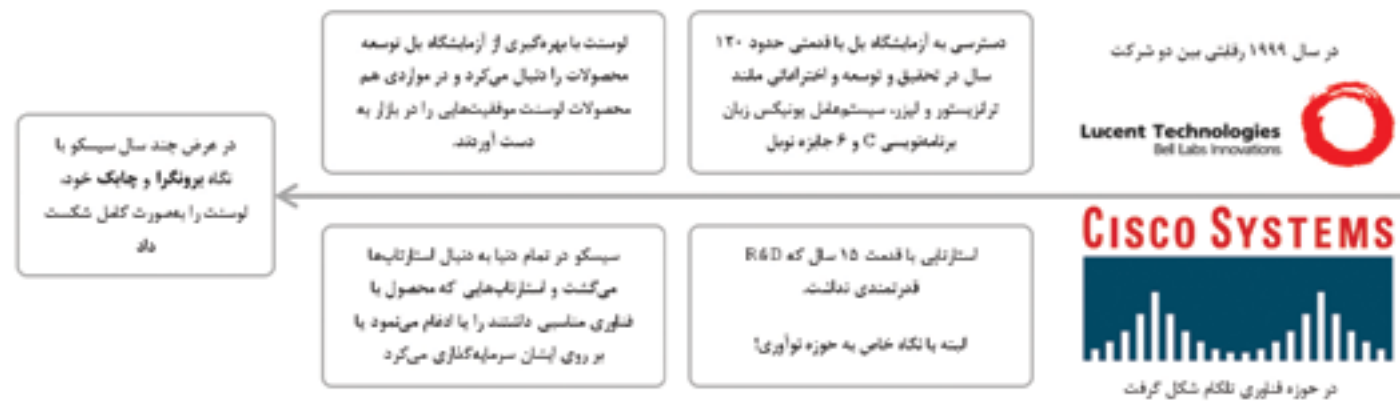 در سال ۱۹۹۹ رقابتی بین دو شرکت
Lucent Technologies
Bell Labs Innovations
CISCO SYSTEMS
در حوزه فناوری تلکام شکل گرفت
دسترسی به آزمایشگاه بل با قدمتی حدود ۱۲۰
سال در تحقیق و توسعه و اختراعاتی مانند
ترانزیستور و لیزر، سیستم‌عامل یونیکس زبان
برنامه‌نویسی C و ۶ جایزه نوبل
لوسنت با بهره‌گیری از آزمایشگاه بل توسعه
محصولات را دنبال می‌کرد و در مواردی هم
محصولات لوسنت موفقیت‌هایی را در بازار به
دست آوردند.
استارتاپی با قدمت ۱۵ سال که R&D
قدرتمندی نداشت.
البته با نگاه خاص به حوزه نوآوری!
سیسکو در تمام دنیا به دنبال استارتاپ‌ها
می‌گشت و استارتاپ‌هایی که محصول یا
فناوری مناسبی داشتند را یا ادغام می‌نمود یا
بر روی ایشان سرمایه‌گذاری می‌کرد
در عرض چند سال سیسکو با
نگاه برونگرا و چابک خود،
لوسنت را به‌صورت کامل شکست
داد